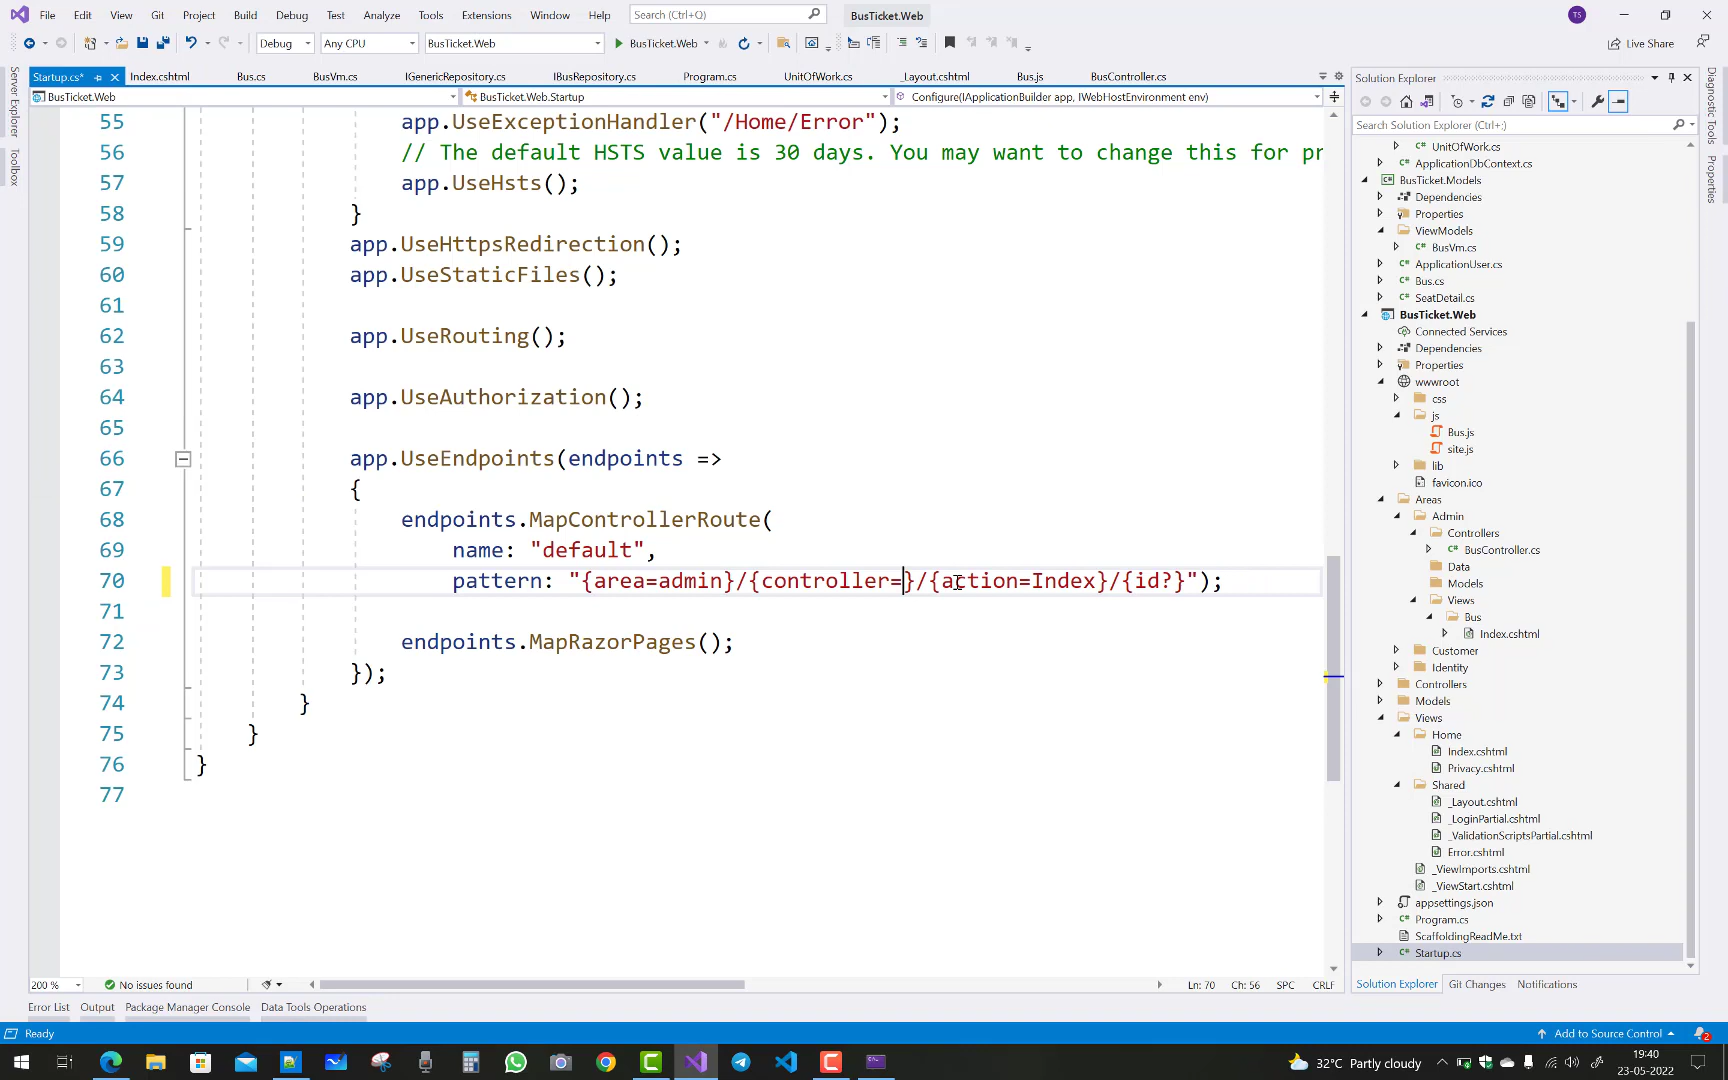 File Edit View Git Project Build Debug Test Analyze Tools Extensions Window Help Search (Ctrl+Q) BusTicket.Web TS
Debug Any CPU BusTicket.Web BusTicket.Web Live Share
Startup.cs* Index.cshtml Bus.cs BusVm.cs IGenericRepository.cs IBusRepository.cs Program.cs UnitOfWork.cs _Layout.cshtml Bus.js BusController.cs
BusTicket.Web BusTicket.Web.Startup Configure(IApplicationBuilder app, IWebHostEnvironment env)
Server Explorer
Toolbox
55 app.UseExceptionHandler("/Home/Error");
56 // The default HSTS value is 30 days. You may want to change this for pr
57 app.UseHsts();
58 }
59 app.UseHttpsRedirection();
60 app.UseStaticFiles();
61
62 app.UseRouting();
63
64 app.UseAuthorization();
65
66 app.UseEndpoints(endpoints =>
67 {
68 endpoints.MapControllerRoute(
69 name: "default",
70 pattern: "{area=admin}/{controller=}/{action=Index}/{id?}");
71
72 endpoints.MapRazorPages();
73 });
74 }
75 }
76 }
77
200 % No issues found Ln: 70 Ch: 56 SPC CRLF
Error List Output Package Manager Console Data Tools Operations
Solution Explorer
Search Solution Explorer (Ctrl+;)
UnitOfWork.cs
ApplicationDbContext.cs
BusTicket.Models
Dependencies
Properties
ViewModels
BusVm.cs
ApplicationUser.cs
Bus.cs
SeatDetail.cs
BusTicket.Web
Connected Services
Dependencies
Properties
wwwroot
css
js
Bus.js
site.js
lib
favicon.ico
Areas
Admin
Controllers
BusController.cs
Data
Models
Views
Bus
Index.cshtml
Customer
Identity
Controllers
Models
Views
Home
Index.cshtml
Privacy.cshtml
Shared
_Layout.cshtml
_LoginPartial.cshtml
_ValidationScriptsPartial.cshtml
Error.cshtml
_ViewImports.cshtml
_ViewStart.cshtml
appsettings.json
Program.cs
ScaffoldingReadMe.txt
Startup.cs
Solution Explorer Git Changes Notifications
Diagnostic Tools
Properties
Ready Add to Source Control 2
32°C Partly cloudy 19:40
23-05-2022